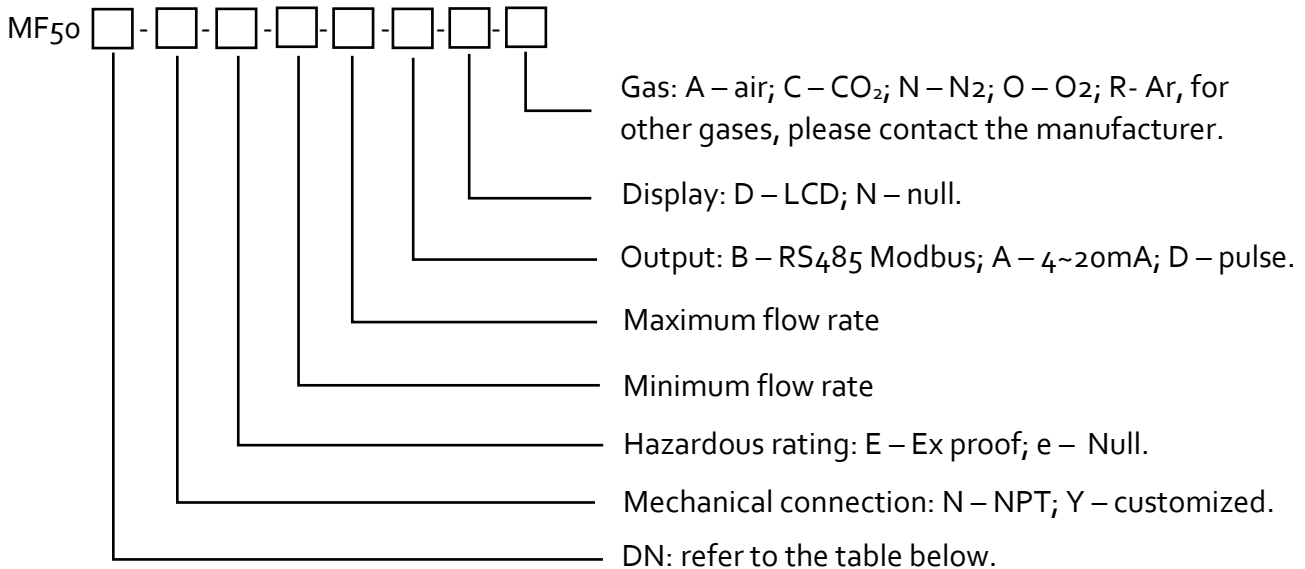 MF50 - - - - - - -
Gas: A – air; C – CO₂; N – N2; O – O2; R- Ar, for
other gases, please contact the manufacturer.
Display: D – LCD; N – null.
Output: B – RS485 Modbus; A – 4~20mA; D – pulse.
Maximum flow rate
Minimum flow rate
Hazardous rating: E – Ex proof; e – Null.
Mechanical connection: N – NPT; Y – customized.
DN: refer to the table below.